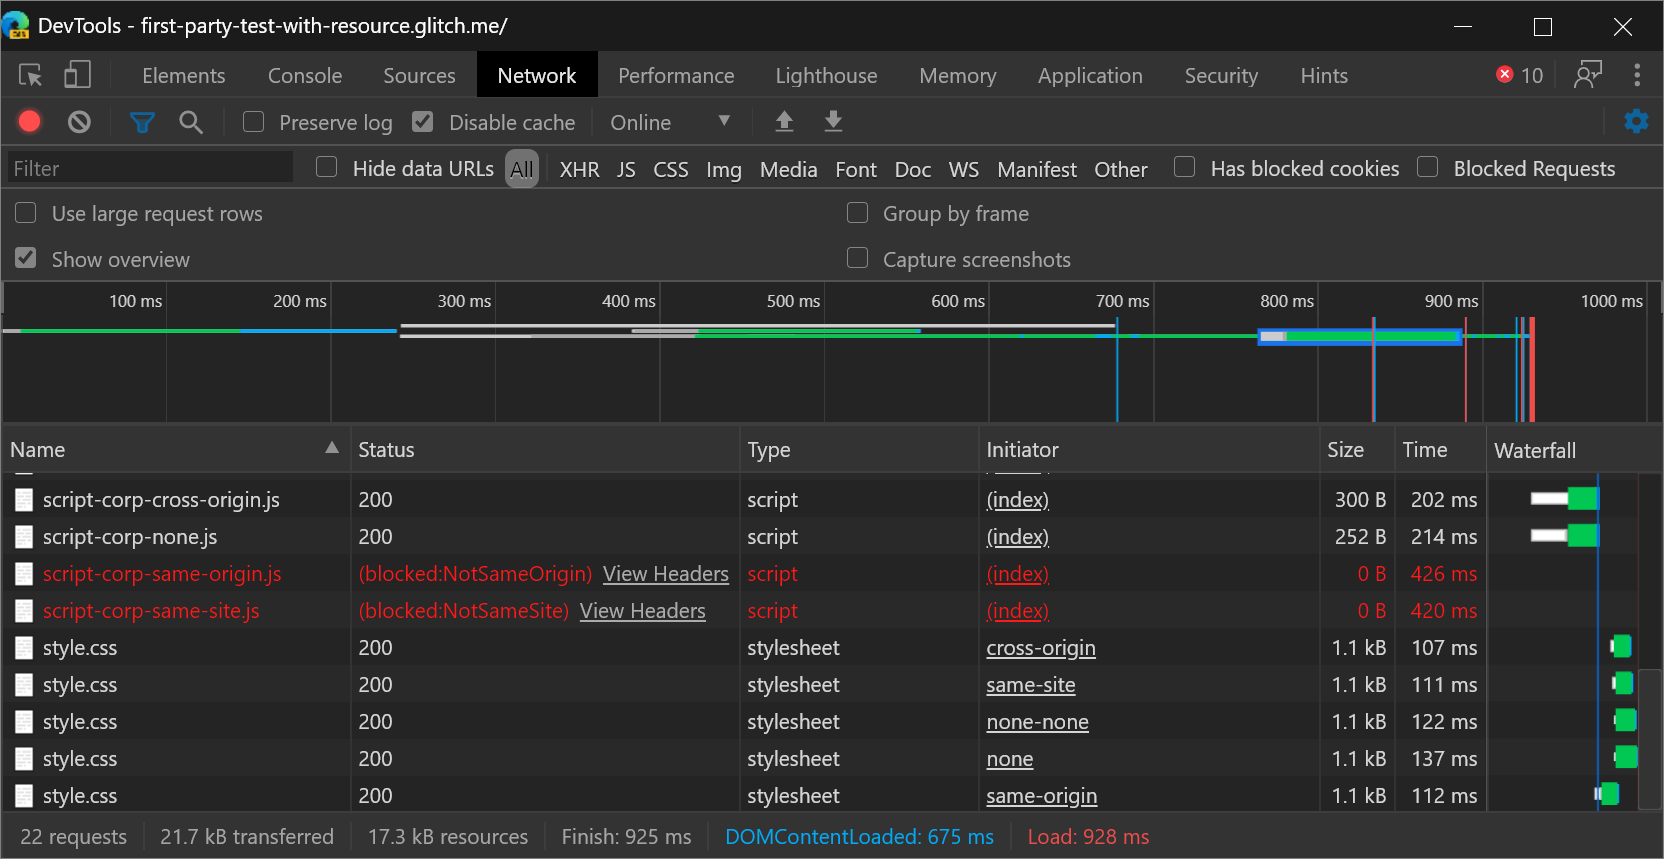 DevTools - first-party-test-with-resource.glitch.me/
Elements Console Sources Network Performance Lighthouse Memory Application Security Hints 10
Preserve log Disable cache Online
Filter Hide data URLs All XHR JS CSS Img Media Font Doc WS Manifest Other Has blocked cookies Blocked Requests
Use large request rows Group by frame
Show overview Capture screenshots
100 ms 200 ms 300 ms 400 ms 500 ms 600 ms 700 ms 800 ms 900 ms 1000 ms
Name Status Type Initiator Size Time Waterfall
script-corp-cross-origin.js 200 script (index) 300 B 202 ms
script-corp-none.js 200 script (index) 252 B 214 ms
script-corp-same-origin.js (blocked:NotSameOrigin) View Headers script (index) 0 B 426 ms
script-corp-same-site.js (blocked:NotSameSite) View Headers script (index) 0 B 420 ms
style.css 200 stylesheet cross-origin 1.1 kB 107 ms
style.css 200 stylesheet same-site 1.1 kB 111 ms
style.css 200 stylesheet none-none 1.1 kB 122 ms
style.css 200 stylesheet none 1.1 kB 137 ms
style.css 200 stylesheet same-origin 1.1 kB 112 ms
22 requests 21.7 kB transferred 17.3 kB resources Finish: 925 ms DOMContentLoaded: 675 ms Load: 928 ms